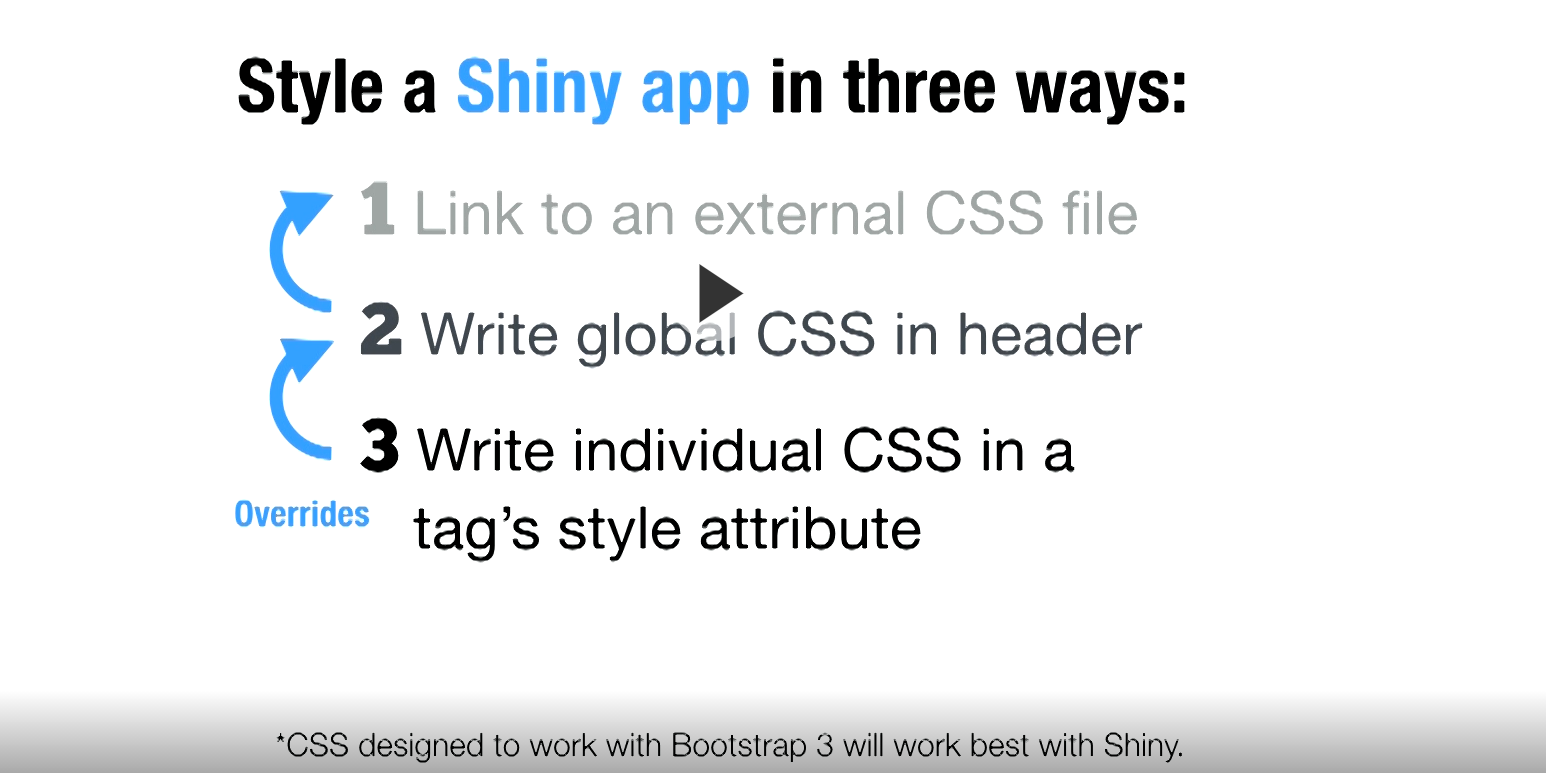 Style a Shiny app in three ways:
1 Link to an external CSS file
2 Write global CSS in header
3 Write individual CSS in a
Overrides
tag's style attribute
*CSS designed to work with Bootstrap 3 will work best with Shiny.